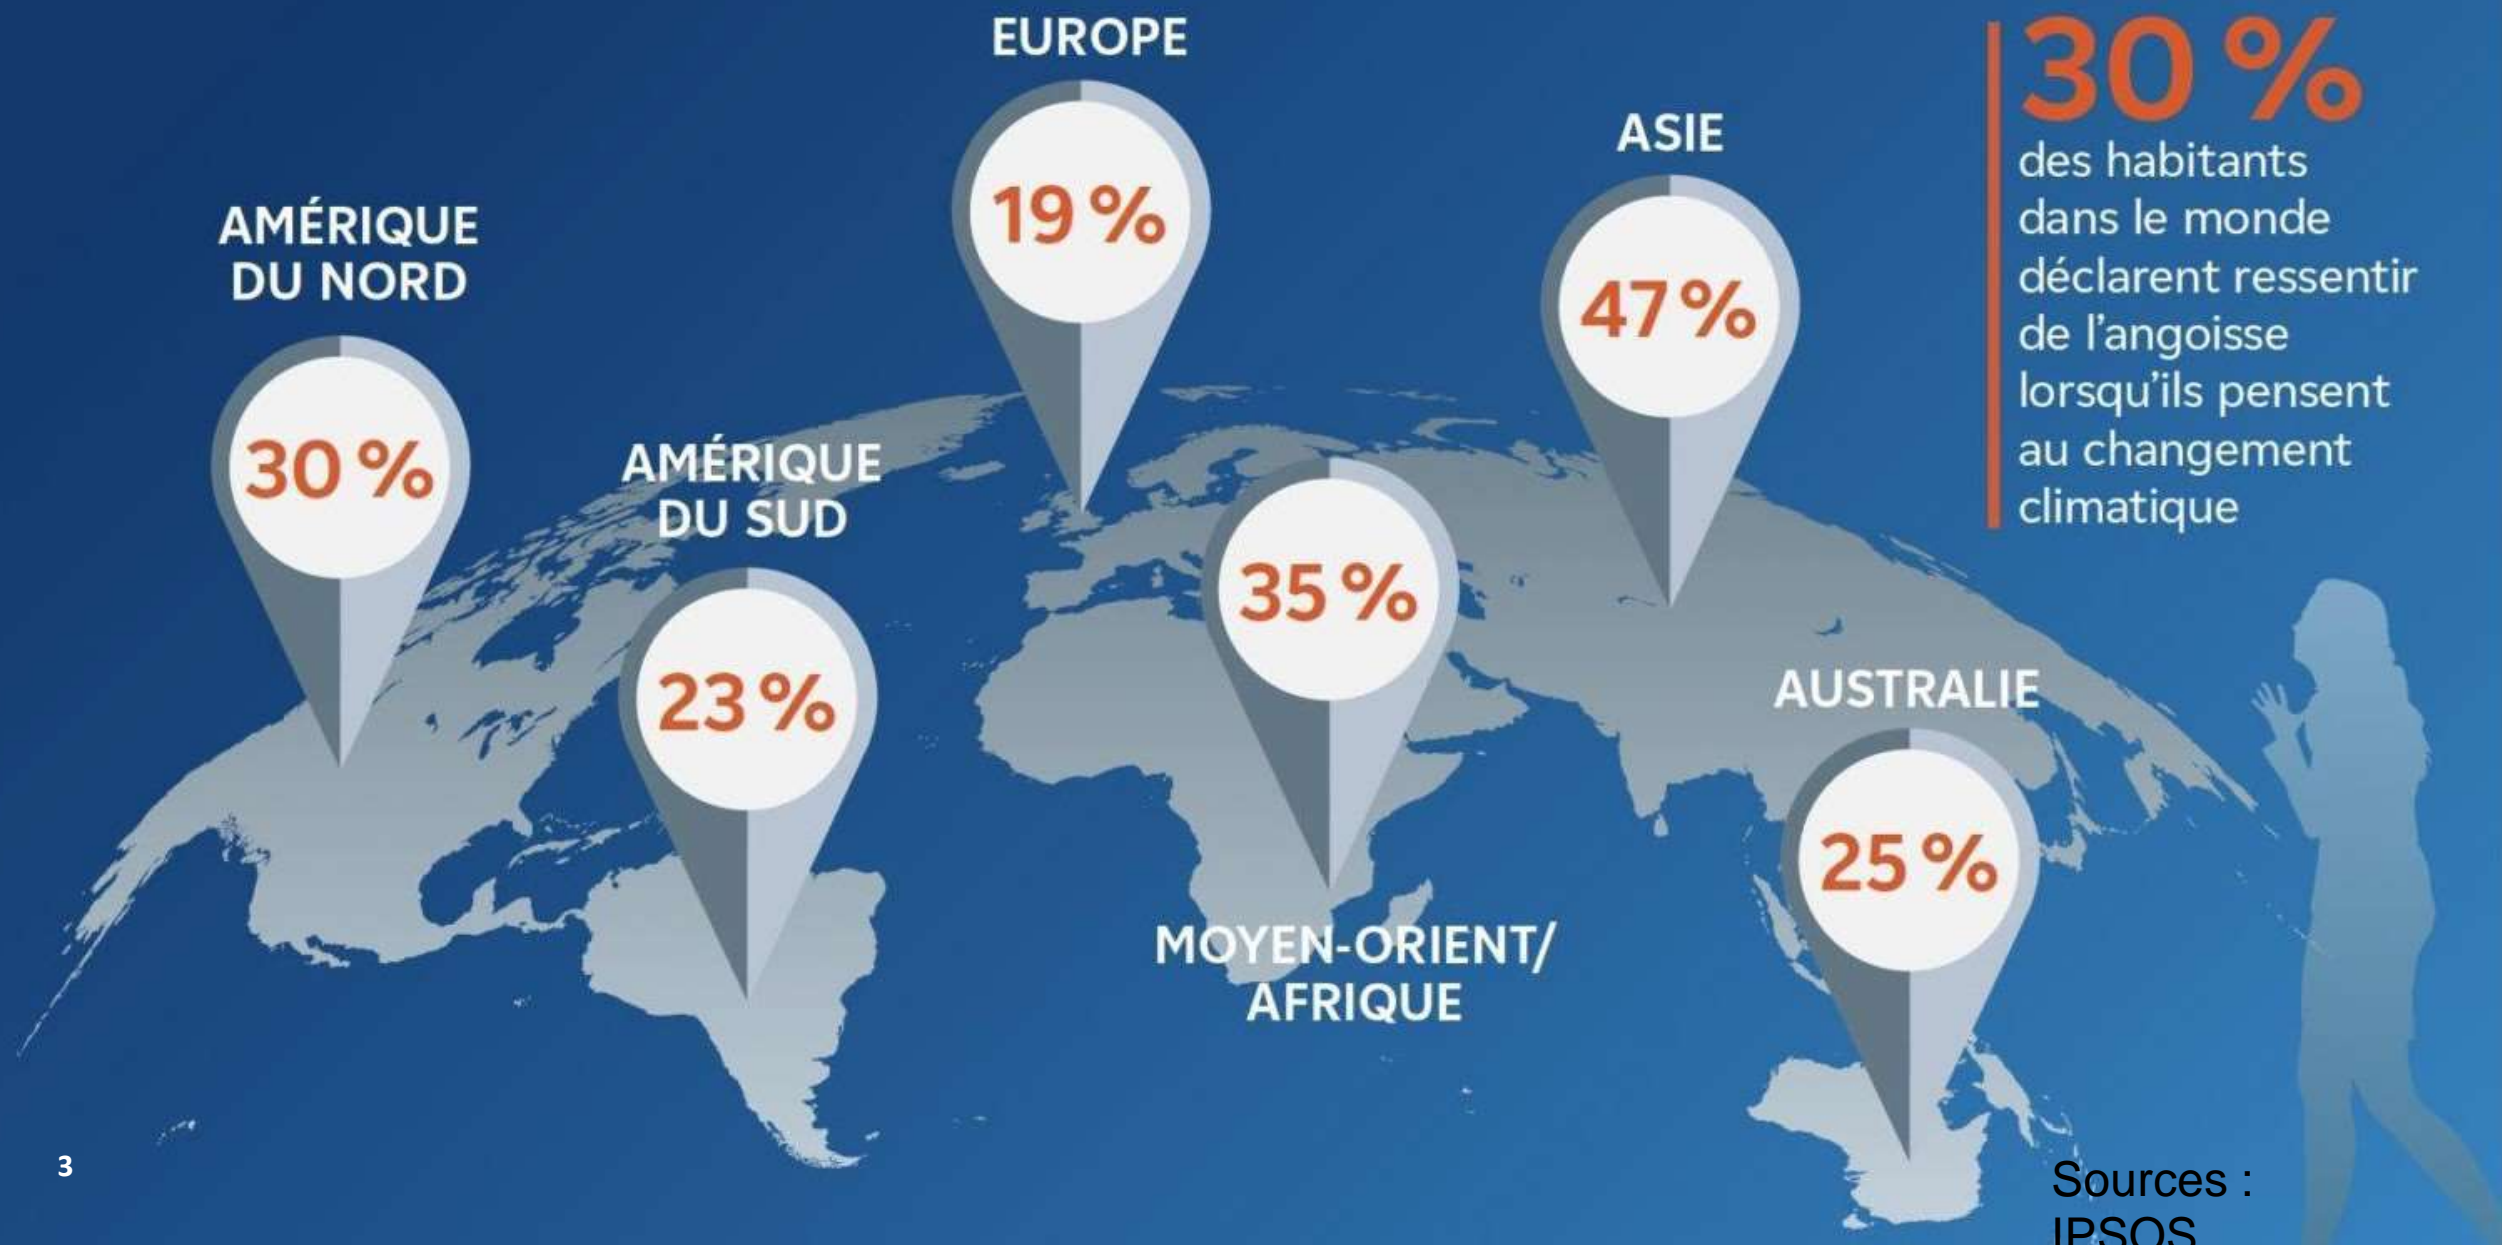 EUROPE
19 %
ASIE
47 %
AMÉRIQUE
DU NORD
30 %
AMÉRIQUE
DU SUD
23 %
35 %
MOYEN-ORIENT/
AFRIQUE
AUSTRALIE
25 %
30 %
des habitants
dans le monde
déclarent ressentir
de l’angoisse
lorsqu’ils pensent
au changement
climatique
3
Sources :
IPSOS